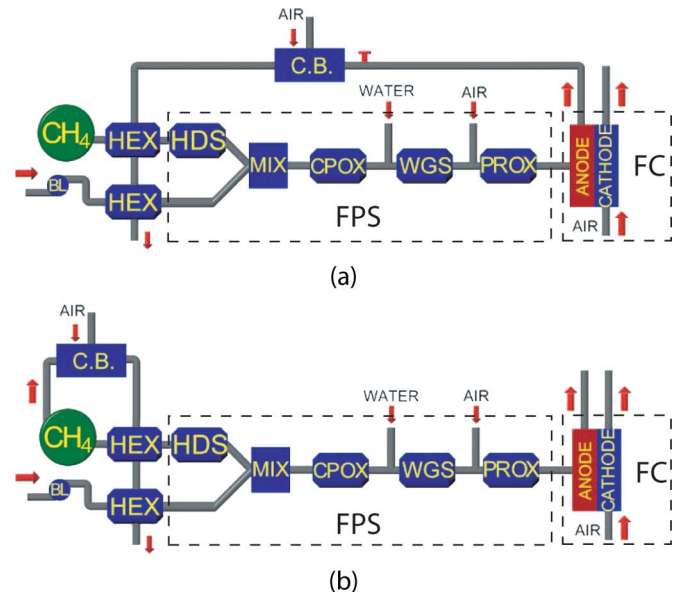 AIR
C.B.
WATER
AIR
CH4
HEX
HDS
MIX
CPOX
WGS
PROX
ANODE
CATHODE
FC
BL
HEX
FPS
AIR
(a)
AIR
C.B.
WATER
AIR
CH4
HEX
HDS
MIX
CPOX
WGS
PROX
ANODE
CATHODE
FC
BL
HEX
FPS
AIR
(b)